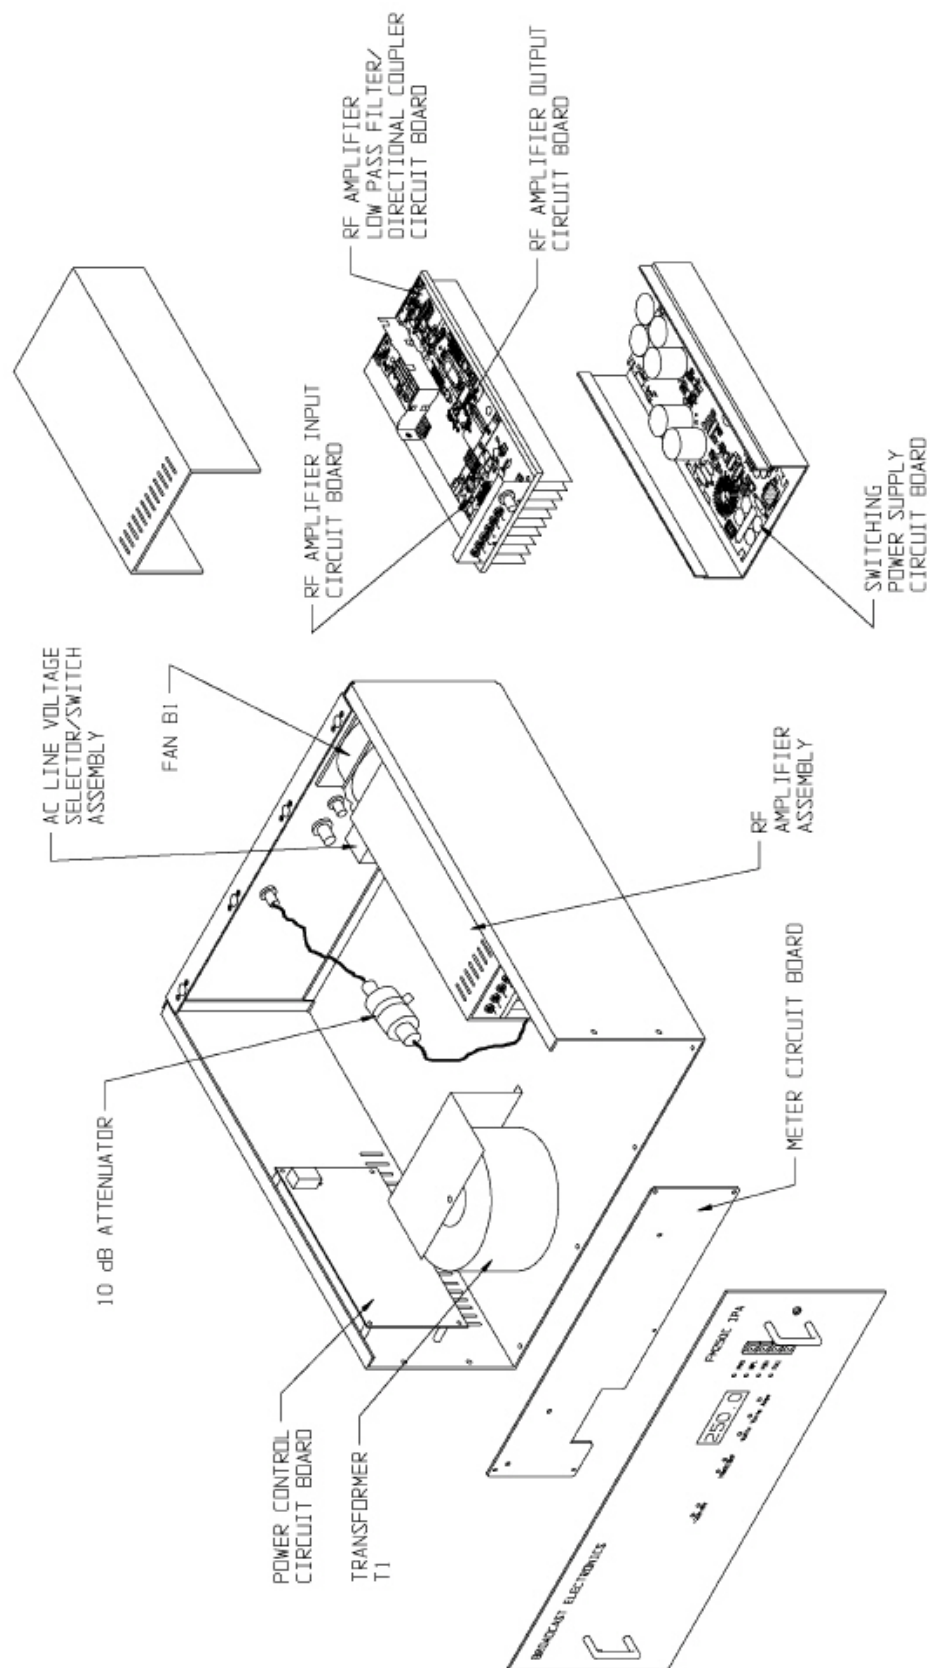 RF AMPLIFIER
LOW PASS FILTER/
DIRECTIONAL COUPLER
CIRCUIT BOARD
RF AMPLIFIER OUTPUT
CIRCUIT BOARD
RF AMPLIFIER INPUT
CIRCUIT BOARD
SWITCHING
POWER SUPPLY
CIRCUIT BOARD
AC LINE VOLTAGE
SELECTOR/SWITCH
ASSEMBLY
FAN B1
RF
AMPLIFIER
ASSEMBLY
10 dB ATTENUATOR
METER CIRCUIT BOARD
POWER CONTROL
CIRCUIT BOARD
TRANSFORMER
T1
BROADCAST ELECTRONICS
250.0
FM250C IPA